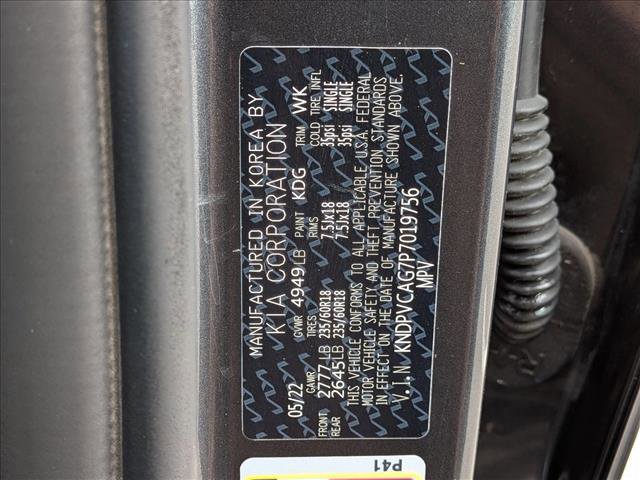 MANUFACTURED IN KOREA BY
KIA CORPORATION
05/22 GVWR 4949LB PAINT KDG TRIM WK
GAWR TIRES RIMS COLD TIRE INFL
FRONT 2777LB 235/60R18 7.5Jx18 35psi SINGLE
REAR 2645LB 235/60R18 7.5Jx18 35psi SINGLE
THIS VEHICLE CONFORMS TO ALL APPLICABLE U.S.A. FEDERAL
MOTOR VEHICLE SAFETY AND THEFT PREVENTION STANDARDS
IN EFFECT ON THE DATE OF MANUFACTURE SHOWN ABOVE.
V.I.N. KNDPVCAG7P7019756
MPV
P41